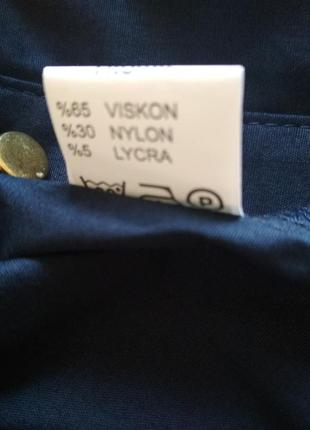 %65 VISKON
%30 NYLON
%5 LYCRA
P